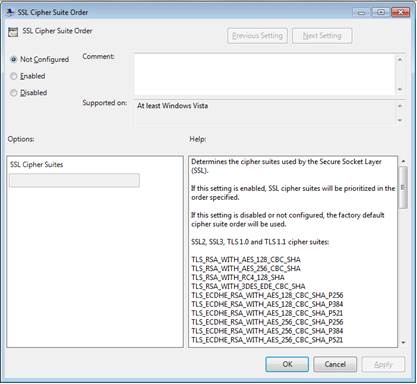 SSL Cipher Suite Order
SSL Cipher Suite Order
Previous Setting
Next Setting
Not Configured
Comment:
Enabled
Disabled
Supported on:
At least Windows Vista
Options:
Help:
SSL Cipher Suites
Determines the cipher suites used by the Secure Socket Layer
(SSL).
If this setting is enabled, SSL cipher suites will be prioritized in the
order specified.
If this setting is disabled or not configured, the factory default
cipher suite order will be used.
SSL2, SSL3, TLS 1.0 and TLS 1.1 cipher suites:
TLS_RSA_WITH_AES_128_CBC_SHA
TLS_RSA_WITH_AES_256_CBC_SHA
TLS_RSA_WITH_RC4_128_SHA
TLS_RSA_WITH_3DES_EDE_CBC_SHA
TLS_ECDHE_RSA_WITH_AES_128_CBC_SHA_P256
TLS_ECDHE_RSA_WITH_AES_128_CBC_SHA_P384
TLS_ECDHE_RSA_WITH_AES_128_CBC_SHA_P521
TLS_ECDHE_RSA_WITH_AES_256_CBC_SHA_P256
TLS_ECDHE_RSA_WITH_AES_256_CBC_SHA_P384
TLS_ECDHE_RSA_WITH_AES_256_CBC_SHA_P521
OK
Cancel
Apply